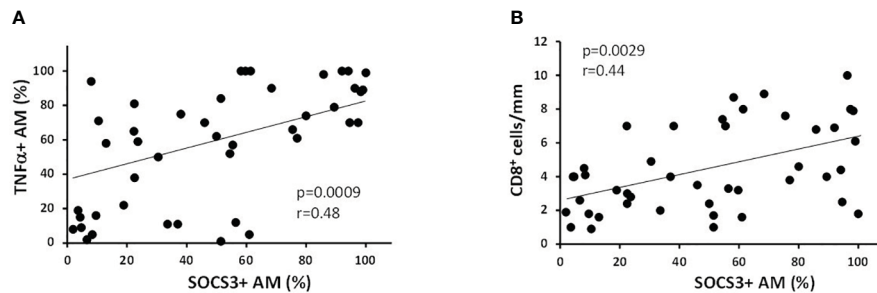 A
TNFα+ AM (%)
100
80
60
40
20
0
0 20 40 60 80 100
SOCS3+ AM (%)
p=0.0009
r=0.48
B
CD8⁺ cells/mm
12
10
8
6
4
2
0
0 20 40 60 80 100
SOCS3+ AM (%)
p=0.0029
r=0.44